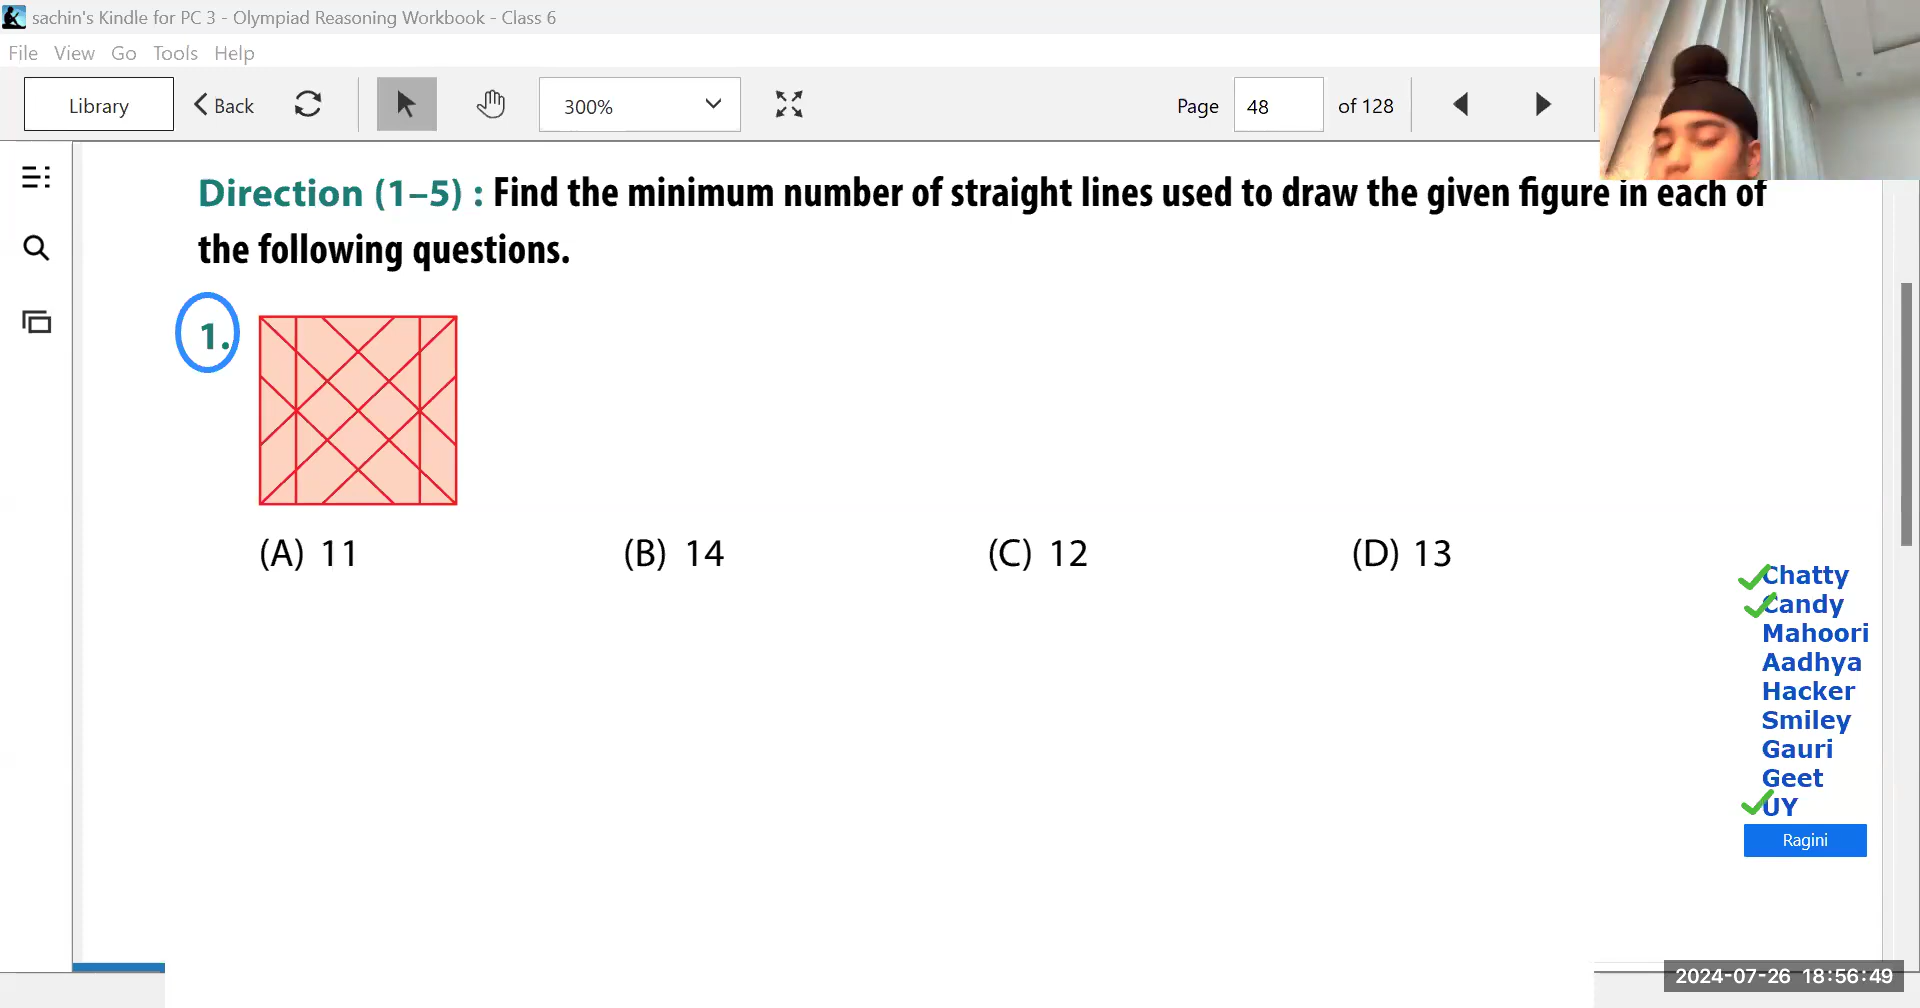 sachin's Kindle for PC 3 - Olympiad Reasoning Workbook - Class 6
File View Go Tools Help
Library Back 300% Page 48 of 128
Direction (1–5) : Find the minimum number of straight lines used to draw the given figure in each of
the following questions.
1.
(A) 11 (B) 14 (C) 12 (D) 13
Chatty
Candy
Mahoori
Aadhya
Hacker
Smiley
Gauri
Geet
UY
Ragini
2024-07-26 18:56:49